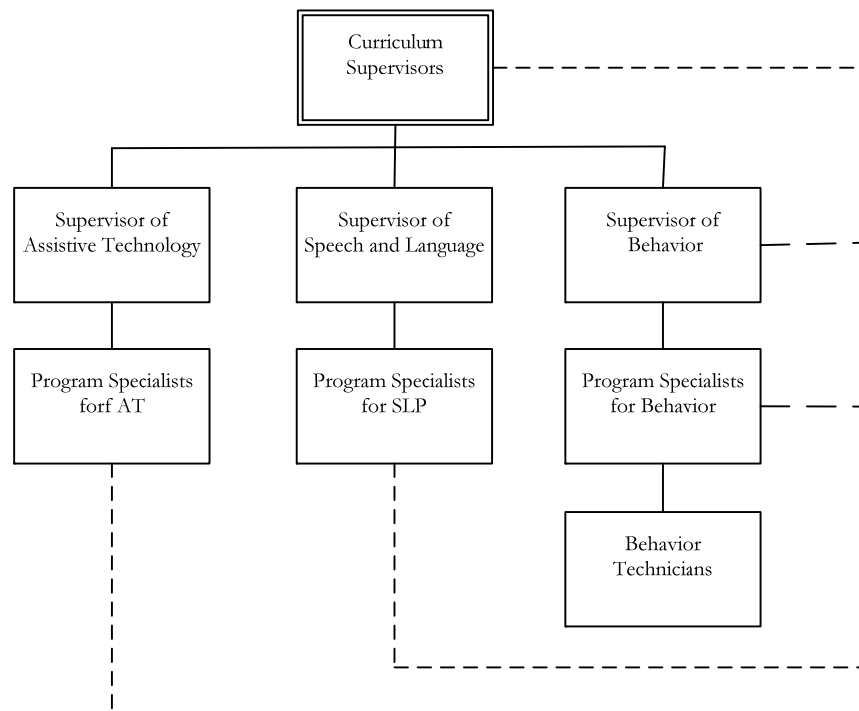 Curriculum
Supervisors
Supervisor of
Assistive Technology
Supervisor of
Speech and Language
Supervisor of
Behavior
Program Specialists
forf AT
Program Specialists
for SLP
Program Specialists
for Behavior
Behavior
Technicians